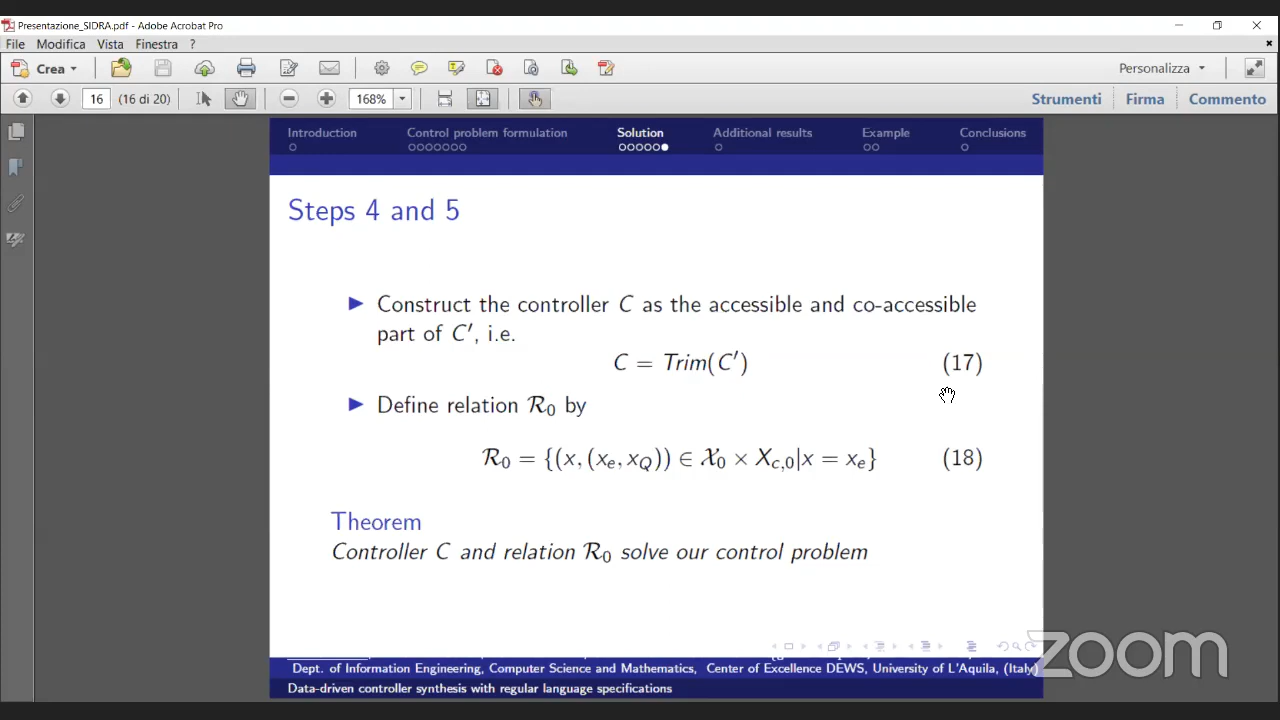 Presentazione_SIDRA.pdf - Adobe Acrobat Pro
File Modifica Vista Finestra ?
Crea
Personalizza
16 (16 di 20) 168%
Strumenti Firma Commento
Introduction Control problem formulation Solution Additional results Example Conclusions
Steps 4 and 5
Construct the controller C as the accessible and co-accessible
part of C′, i.e.
C = Trim(C′) (17)
Define relation ℛ₀ by
ℛ₀ = {(x, (xₑ, x_Q)) ∈ 𝒳₀ × X_{c,0}|x = xₑ} (18)
Theorem
Controller C and relation ℛ₀ solve our control problem
Dept. of Information Engineering, Computer Science and Mathematics, Center of Excellence DEWS, University of L'Aquila, (Italy)
Data-driven controller synthesis with regular language specifications
zoom